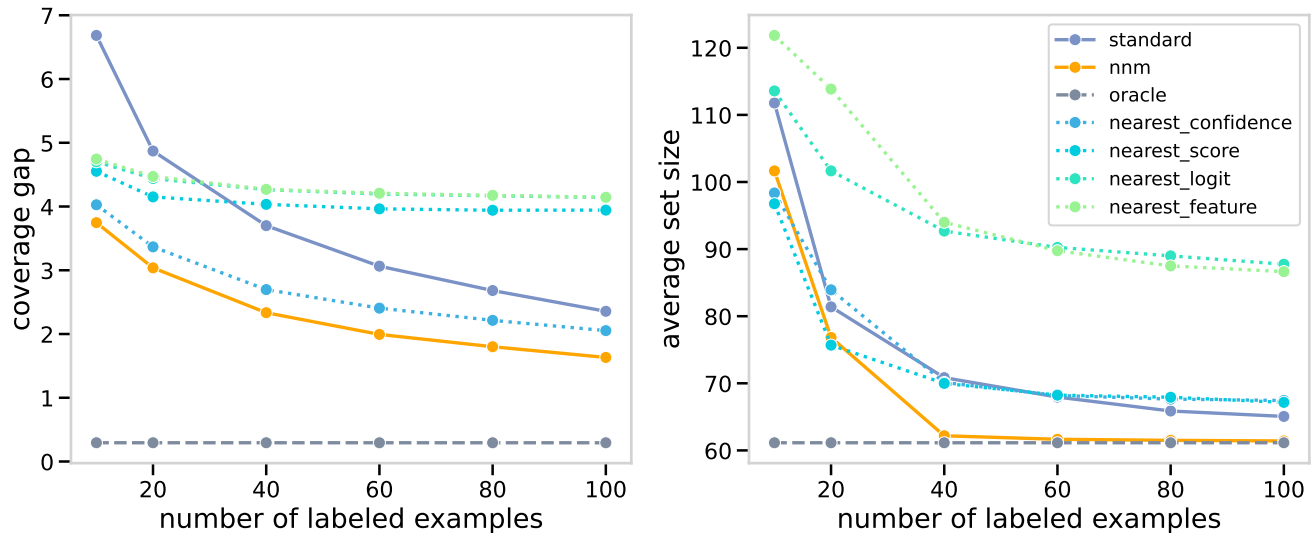 7
6
5
4
3
2
1
0
coverage gap
20 40 60 80 100
number of labeled examples
120
110
100
90
80
70
60
average set size
20 40 60 80 100
number of labeled examples
standard
nnm
oracle
nearest_confidence
nearest_score
nearest_logit
nearest_feature